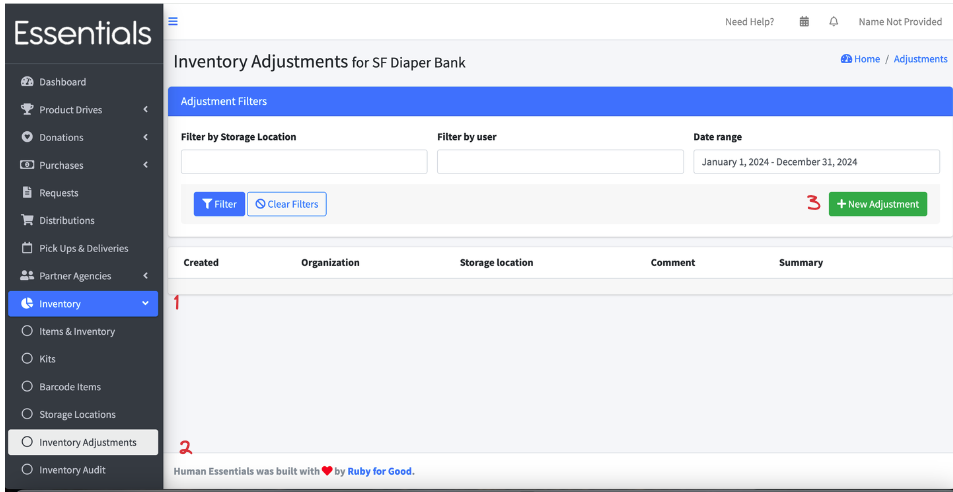 Essentials
Need Help?
Name Not Provided
Inventory Adjustments for SF Diaper Bank
Home / Adjustments
Dashboard
Product Drives
Donations
Purchases
Requests
Distributions
Pick Ups & Deliveries
Partner Agencies
Inventory
1
Items & Inventory
Kits
Barcode Items
Storage Locations
Inventory Adjustments
2
Inventory Audit
Adjustment Filters
Filter by Storage Location
Filter by user
Date range
January 1, 2024 - December 31, 2024
Filter
Clear Filters
3
+ New Adjustment
Created Organization Storage location Comment Summary
Human Essentials was built with ❤ by Ruby for Good.